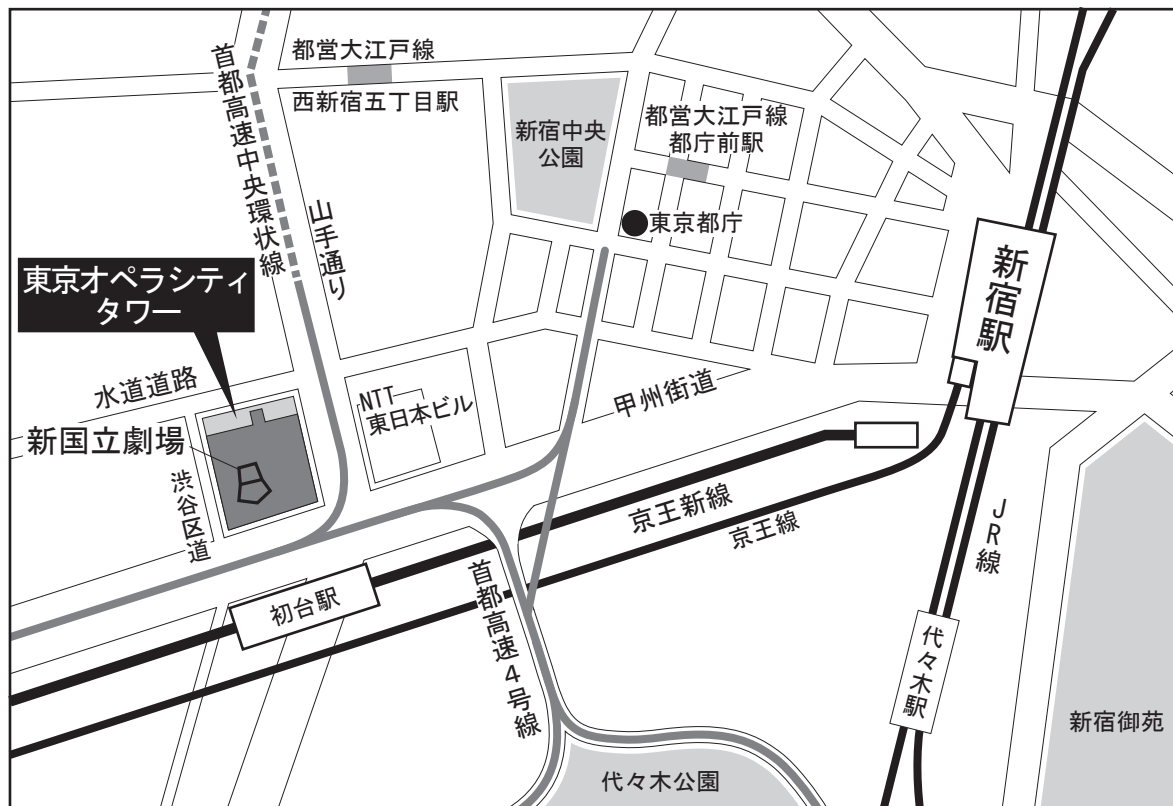 首都高速中央環状線
都営大江戸線
西新宿五丁目駅
新宿中央
公園
都営大江戸線
都庁前駅
東京都庁
山手通り
東京オペラシティ
タワー
新宿駅
水道道路
NTT
東日本ビル
甲州街道
新国立劇場
渋谷区道
京王新線
京王線
JR線
初台駅
首都高速4号線
代々木駅
新宿御苑
代々木公園